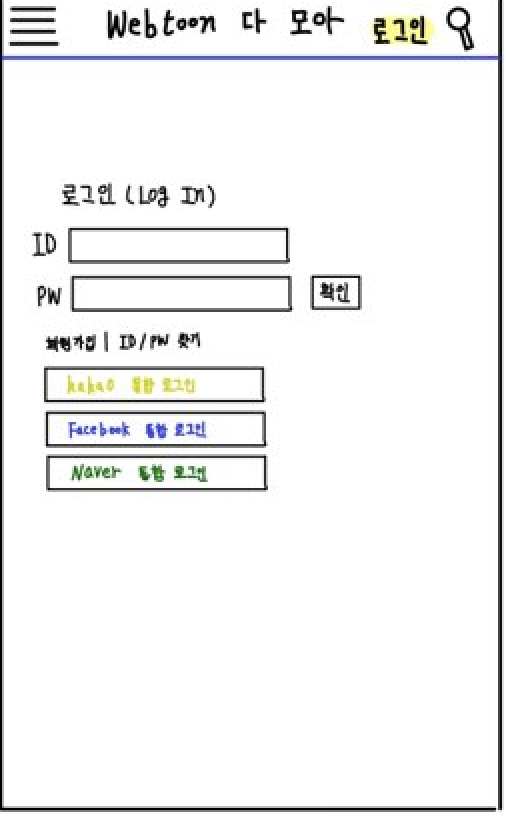 Webtoon 다 모아 로그인
로그인 (Log In)
ID
PW 확인
회원가입 | ID/PW 찾기
kakao 통합 로그인
Facebook 통합 로그인
Naver 통합 로그인